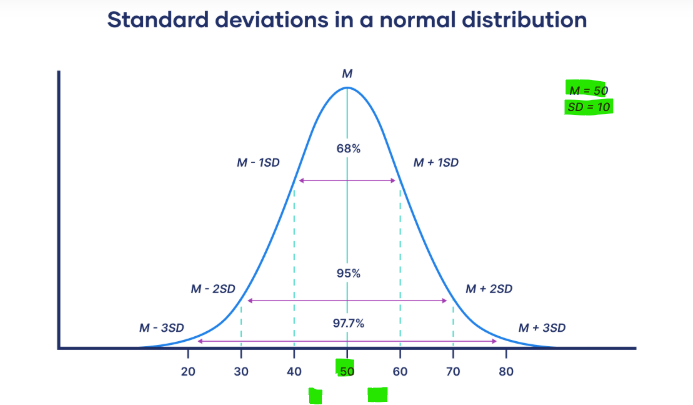 Standard deviations in a normal distribution
M
M = 50
SD = 10
68%
M - 1SD
M + 1SD
95%
M - 2SD
M + 2SD
97.7%
M - 3SD
M + 3SD
20 30 40 50 60 70 80